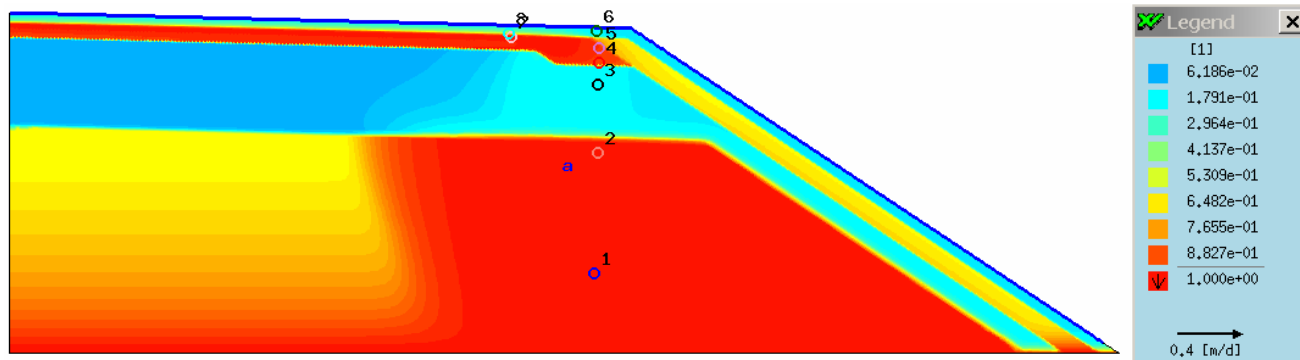 8 7 6
5
4
3
2
a
1
Legend
[1]
6.186e-02
1.791e-01
2.964e-01
4.137e-01
5.309e-01
6.482e-01
7.655e-01
8.827e-01
1.000e+00
0.4 [m/d]